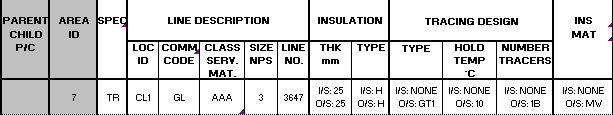 PARENT CHILD P/C
AREA ID
SPEC
LINE DESCRIPTION
INSULATION
TRACING DESIGN
INS MAT
LOC ID
COMM CODE
CLASS SERV. MAT.
SIZE NPS
LINE NO.
THK mm
TYPE
TYPE
HOLD TEMP °C
NUMBER TRACERS
7
TR
CL1
GL
AAA
3
3647
I/S: 25
O/S: 25
I/S: H
O/S: H
I/S: NONE
O/S: GT1
I/S: NONE
O/S: 10
I/S: NONE
O/S: 1B
I/S: NONE
O/S: MW